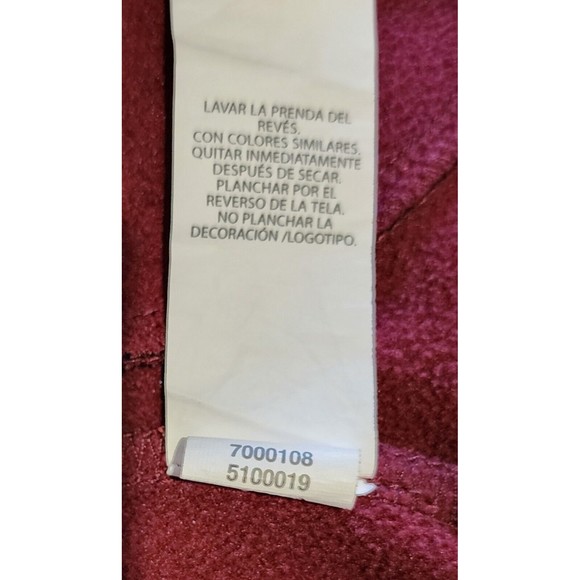 LAVAR LA PRENDA DEL
REVÉS.
CON COLORES SIMILARES.
QUITAR INMEDIATAMENTE
DESPUÉS DE SECAR.
PLANCHAR POR EL
REVERSO DE LA TELA.
NO PLANCHAR LA
DECORACIÓN /LOGOTIPO.
7000108
5100019